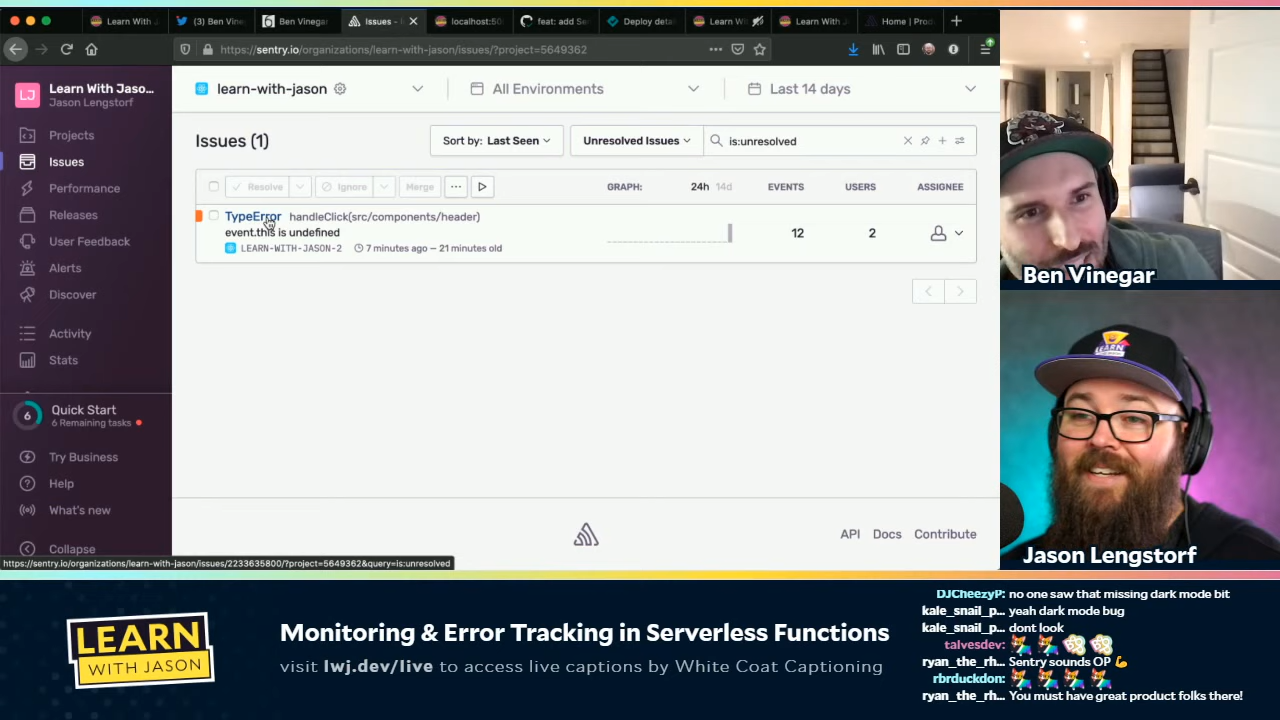 Learn With J
(3) Ben Vine
Ben Vinegar
Issues -
localhost:50
feat: add Se
Deploy detai
Learn Wi
Learn With J
Home | Prod
https://sentry.io/organizations/learn-with-jason/issues/?project=5649362
LJ
Learn With Jaso...
Jason Lengstorf
Projects
Issues
Performance
Releases
User Feedback
Alerts
Discover
Activity
Stats
6
Quick Start
6 Remaining tasks
Try Business
Help
What's new
Collapse
learn-with-jason
All Environments
Last 14 days
Issues (1)
Sort by: Last Seen
Unresolved Issues
is:unresolved
Resolve
Ignore
Merge
GRAPH:
24h
14d
EVENTS
USERS
ASSIGNEE
TypeError handleClick(src/components/header)
event.this is undefined
LEARN-WITH-JASON-2
7 minutes ago — 21 minutes old
12
2
API
Docs
Contribute
https://sentry.io/organizations/learn-with-jason/issues/2233635800/?project=5649362&query=is:unresolved
Ben Vinegar
LEARN
Jason Lengstorf
LEARN
WITH JASON
Monitoring & Error Tracking in Serverless Functions
visit lwj.dev/live to access live captions by White Coat Captioning
DJCheezyP: no one saw that missing dark mode bit
kale_snail_p... yeah dark mode bug
kale_snail_p... dont look
talvesdev:
ryan_the_rh... Sentry sounds OP 💪
rbrduckdon:
ryan_the_rh... You must have great product folks there!